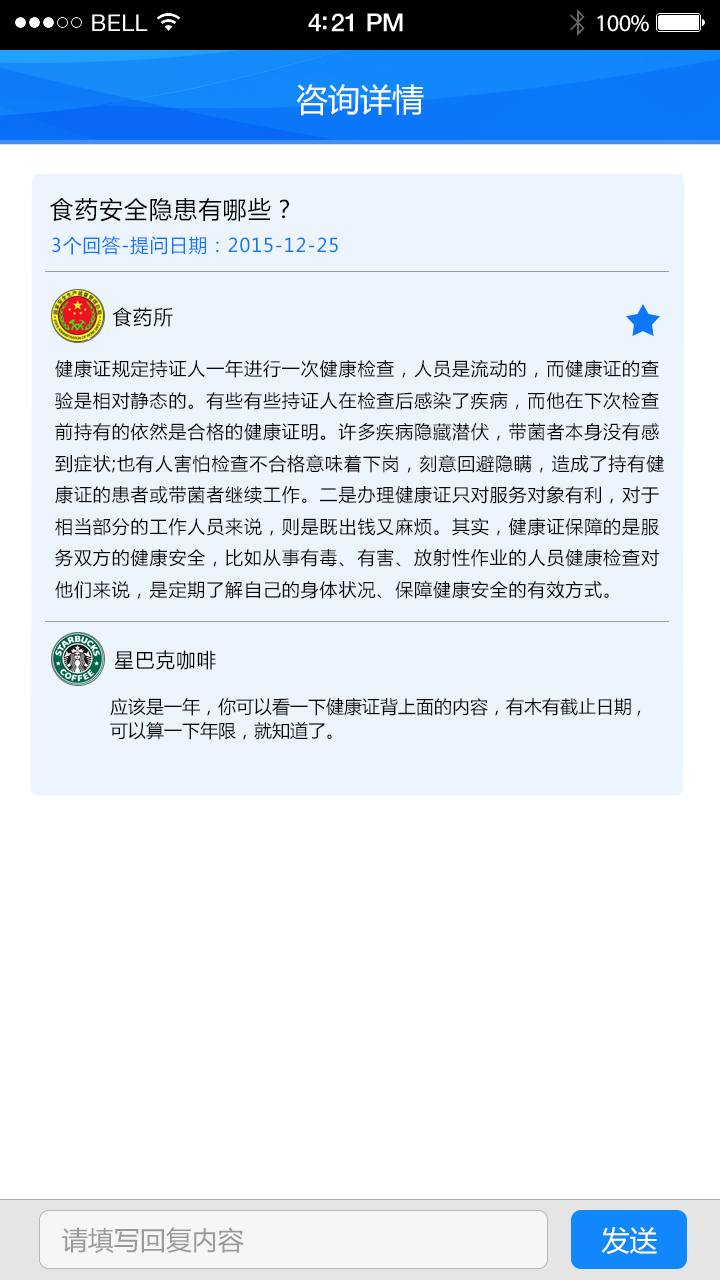 BELL 4:21 PM 100%
咨询详情
食药安全隐患有哪些？
3个回答-提问日期：2015-12-25
食药所
健康证规定持证人一年进行一次健康检查，人员是流动的，而健康证的查
验是相对静态的。有些有些持证人在检查后感染了疾病，而他在下次检查
前持有的依然是合格的健康证明。许多疾病隐藏潜伏，带菌者本身没有感
到症状;也有人害怕检查不合格意味着下岗，刻意回避隐瞒，造成了持有健
康证的患者或带菌者继续工作。二是办理健康证只对服务对象有利，对于
相当部分的工作人员来说，则是既出钱又麻烦。其实，健康证保障的是服
务双方的健康安全，比如从事有毒、有害、放射性作业的人员健康检查对
他们来说，是定期了解自己的身体状况、保障健康安全的有效方式。
STARBUCKS
COFFEE
星巴克咖啡
应该是一年，你可以看一下健康证背上面的内容，有木有截止日期，
可以算一下年限，就知道了。
请填写回复内容
发送